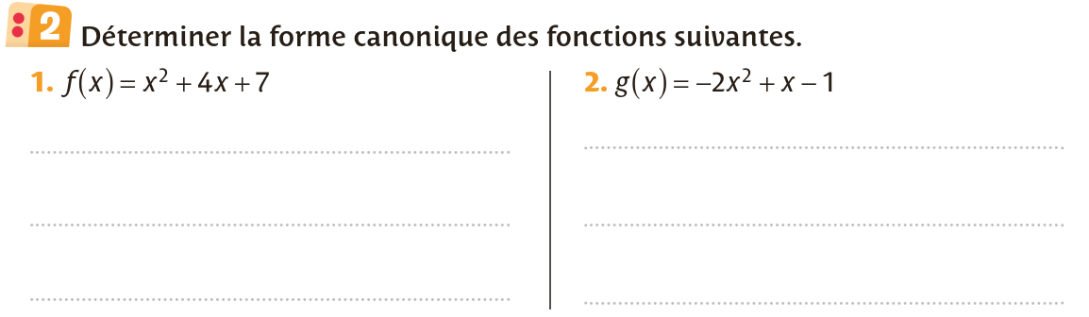 2 Déterminer la forme canonique des fonctions suivantes.
1. f(x) = x² + 4x + 7
2. g(x) = −2x² + x − 1